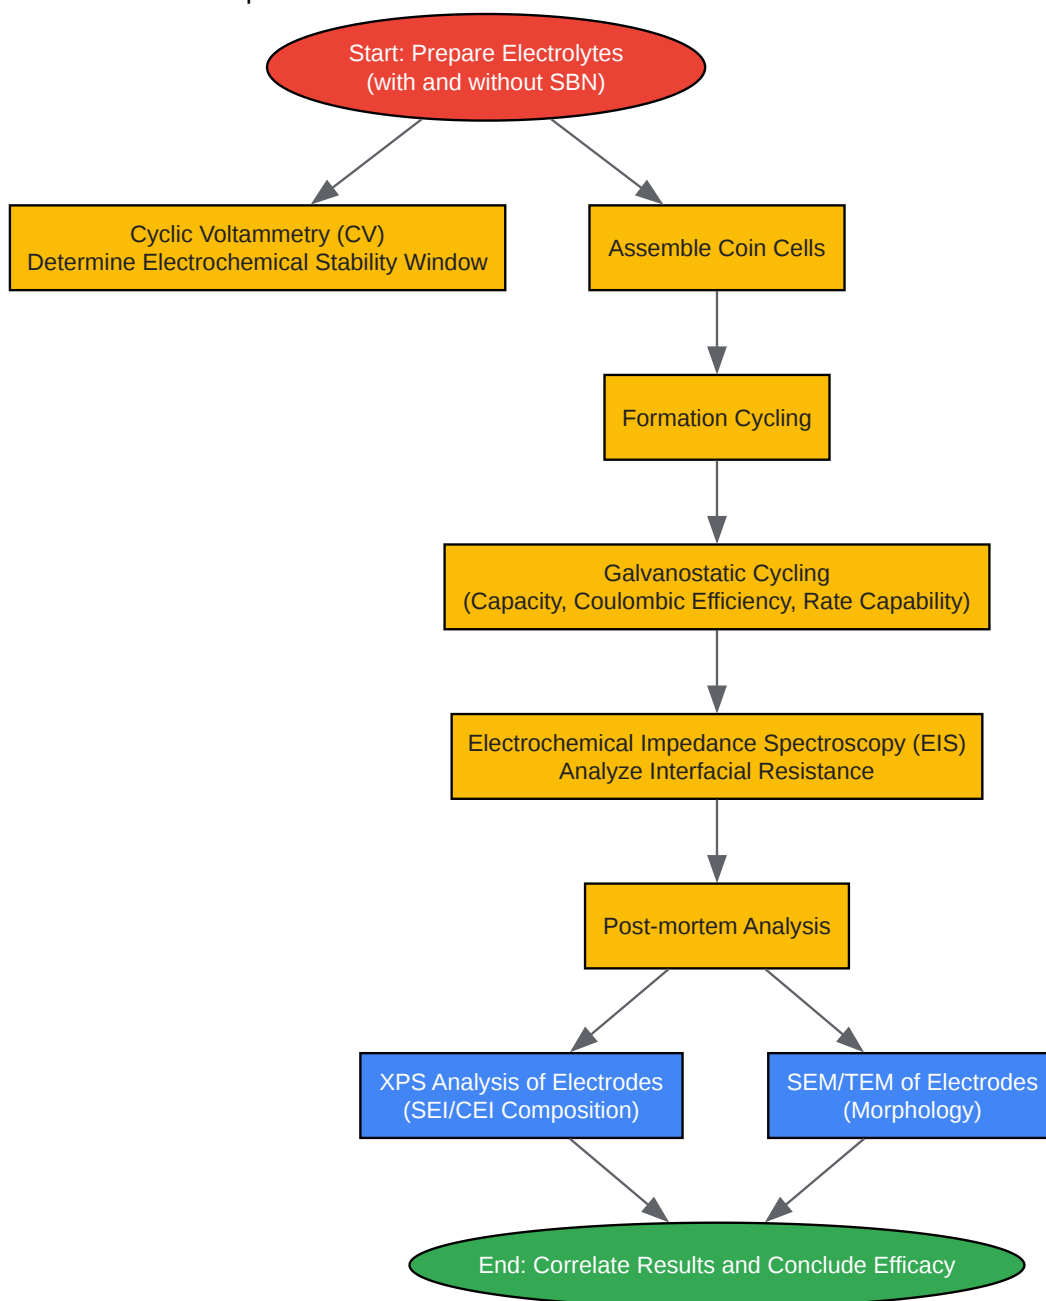 Start: Prepare Electrolytes
(with and without SBN)
Cyclic Voltammetry (CV)
Determine Electrochemical Stability Window
Assemble Coin Cells
Formation Cycling
Galvanostatic Cycling
(Capacity, Coulombic Efficiency, Rate Capability)
Electrochemical Impedance Spectroscopy (EIS)
Analyze Interfacial Resistance
Post-mortem Analysis
XPS Analysis of Electrodes
(SEI/CEI Composition)
SEM/TEM of Electrodes
(Morphology)
End: Correlate Results and Conclude Efficacy